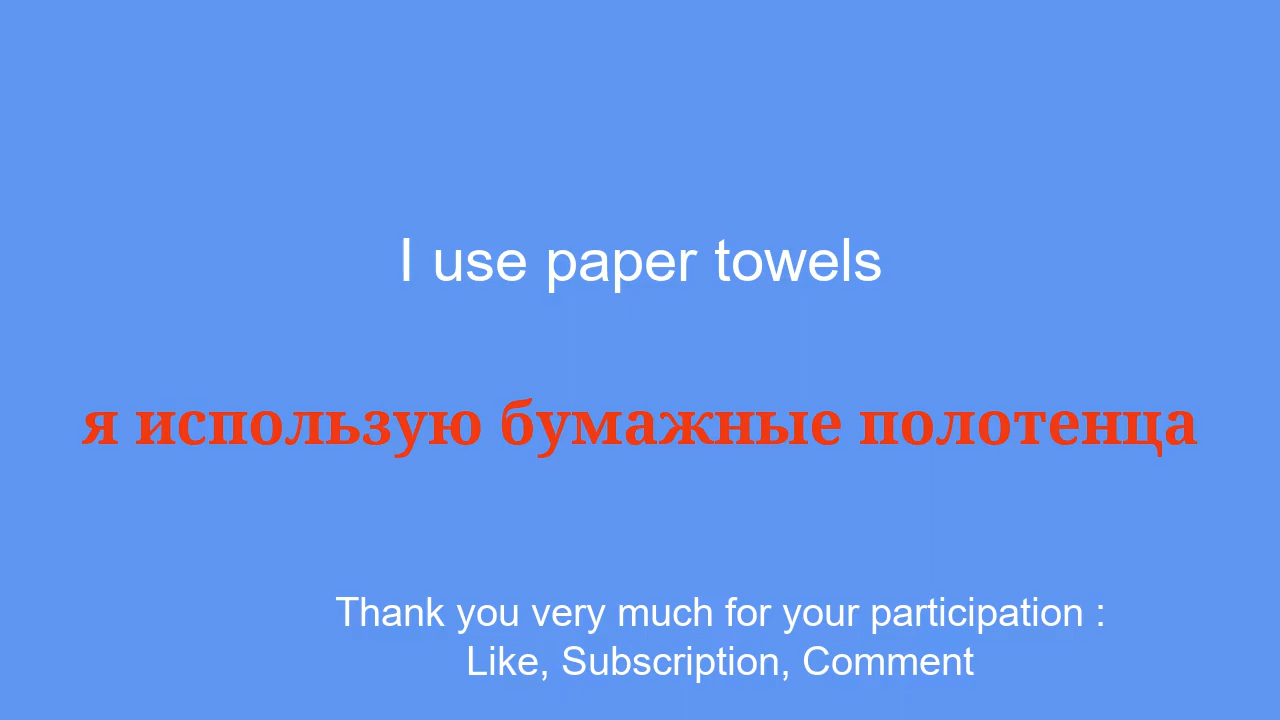 I use paper towels
я использую бумажные полотенца
Thank you very much for your participation :
Like, Subscription, Comment